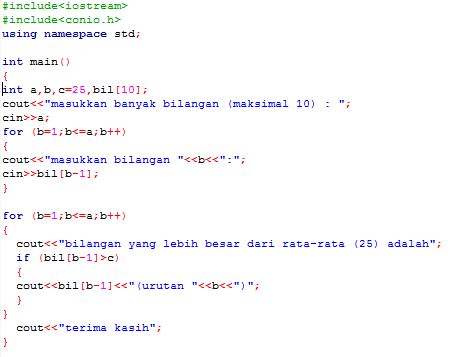 #include<iostream>
#include<conio.h>
using namespace std;
int main()
{
int a,b,c=25,bil[10];
cout<<"masukkan banyak bilangan (maksimal 10) : ";
cin>>a;
for (b=1;b<=a;b++)
{
cout<<"masukkan bilangan "<<b<<":";
cin>>bil[b-1];
}
for (b=1;b<=a;b++)
{
cout<<"bilangan yang lebih besar dari rata-rata (25) adalah";
if (bil[b-1]>c)
{
cout<<bil[b-1]<<"(urutan "<<b<<")";
}
}
cout<<"terima kasih";
}